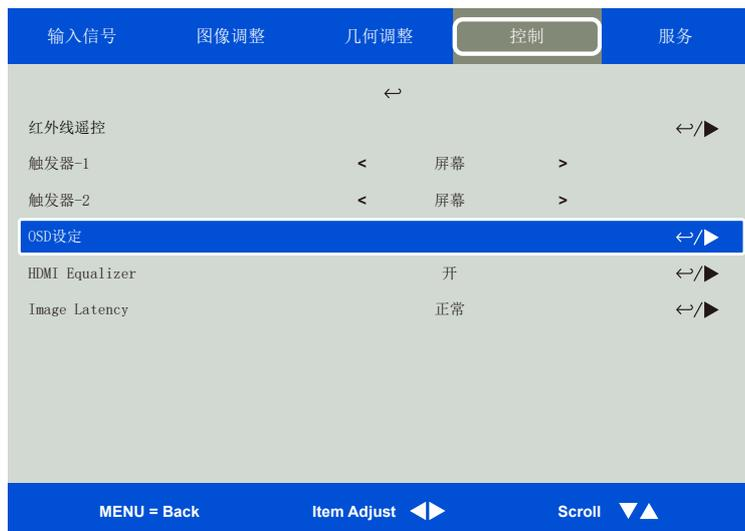 输入信号 图像调整 几何调整 控制 服务
红外线遥控
触发器-1 < 屏幕 >
触发器-2 < 屏幕 >
OSD设定
HDMI Equalizer 开
Image Latency 正常
MENU = Back Item Adjust Scroll